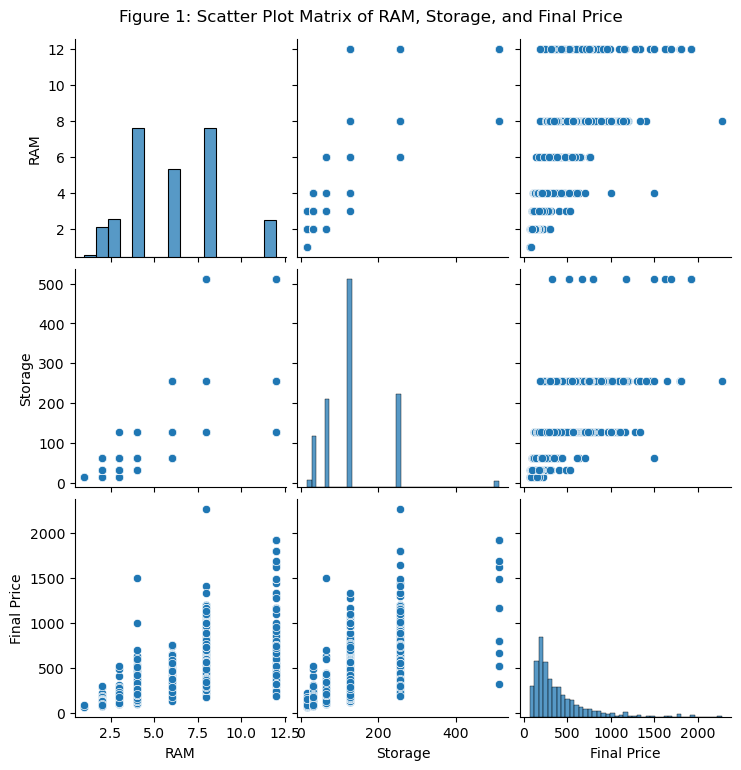 Figure 1: Scatter Plot Matrix of RAM, Storage, and Final Price
12
10
8
6
4
2
RAM
500
400
300
200
100
0
Storage
2000
1500
1000
500
0
Final Price
2.5 5.0 7.5 10.0 12.5
RAM
0 200 400
Storage
0 500 1000 1500 2000
Final Price